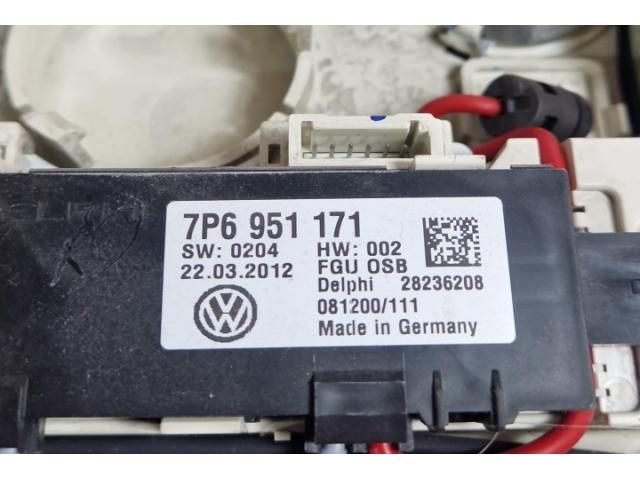 7P6 951 171
SW: 0204 HW: 002
22.03.2012 FGU OSB
Delphi 28236208
081200/111
Made in Germany